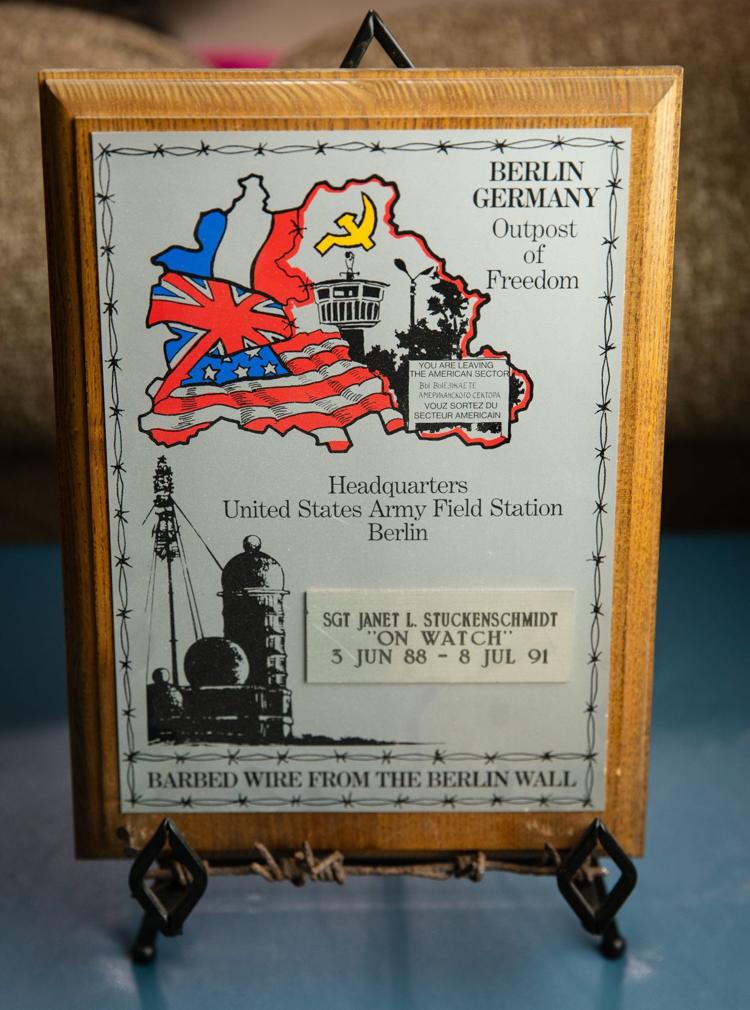 BERLIN
GERMANY
Outpost
of
Freedom
YOU ARE LEAVING
THE AMERICAN SECTOR
ВЫ ВЫЕЗЖАЕТЕ
АМЕРИКАНСКОГО СЕКТОРА
VOUZ SORTEZ DU
SECTEUR AMERICAIN
Headquarters
United States Army Field Station
Berlin
SGT JANET L. STUCKENSCHMIDT
"ON WATCH"
3 JUN 88 - 8 JUL 91
BARBED WIRE FROM THE BERLIN WALL